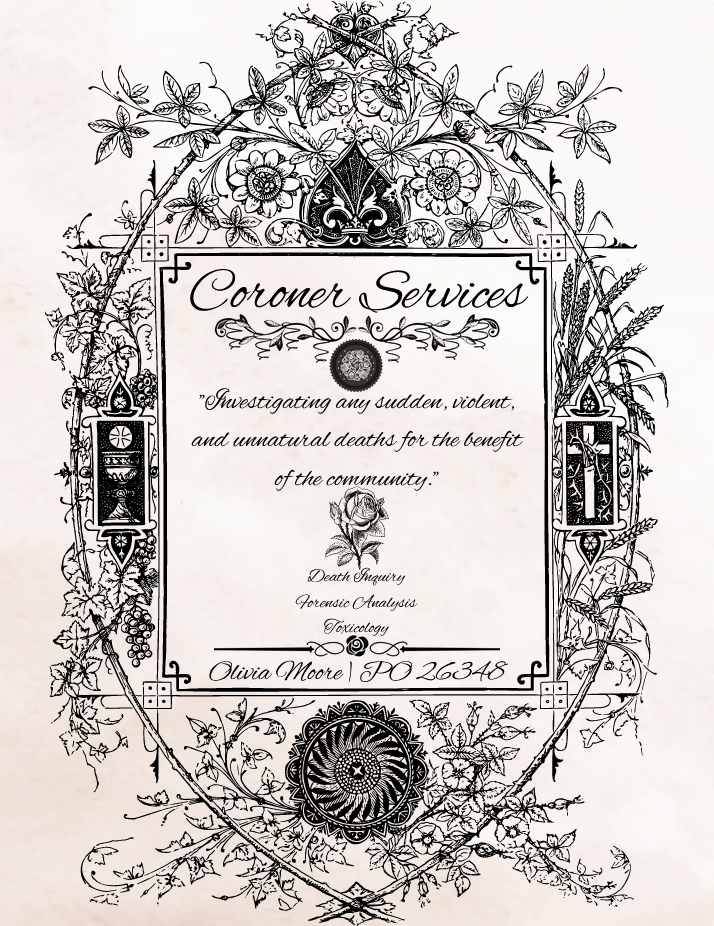 Coroner Services
"Investigating any sudden, violent,
and unnatural deaths for the benefit
of the community."
Death Inquiry
Forensic Analysis
Toxicology
Olivia Moore | PO 26348